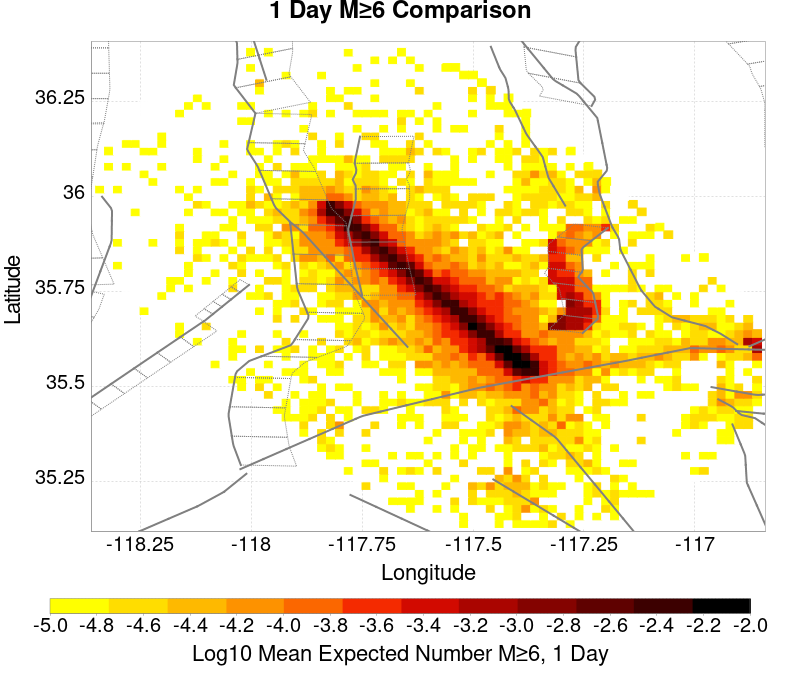 1 Day M≥6 Comparison
36.25
36
35.75
35.5
35.25
Latitude
-118.25 -118 -117.75 -117.5 -117.25 -117
Longitude
-5.0 -4.8 -4.6 -4.4 -4.2 -4.0 -3.8 -3.6 -3.4 -3.2 -3.0 -2.8 -2.6 -2.4 -2.2 -2.0
Log10 Mean Expected Number M≥6, 1 Day